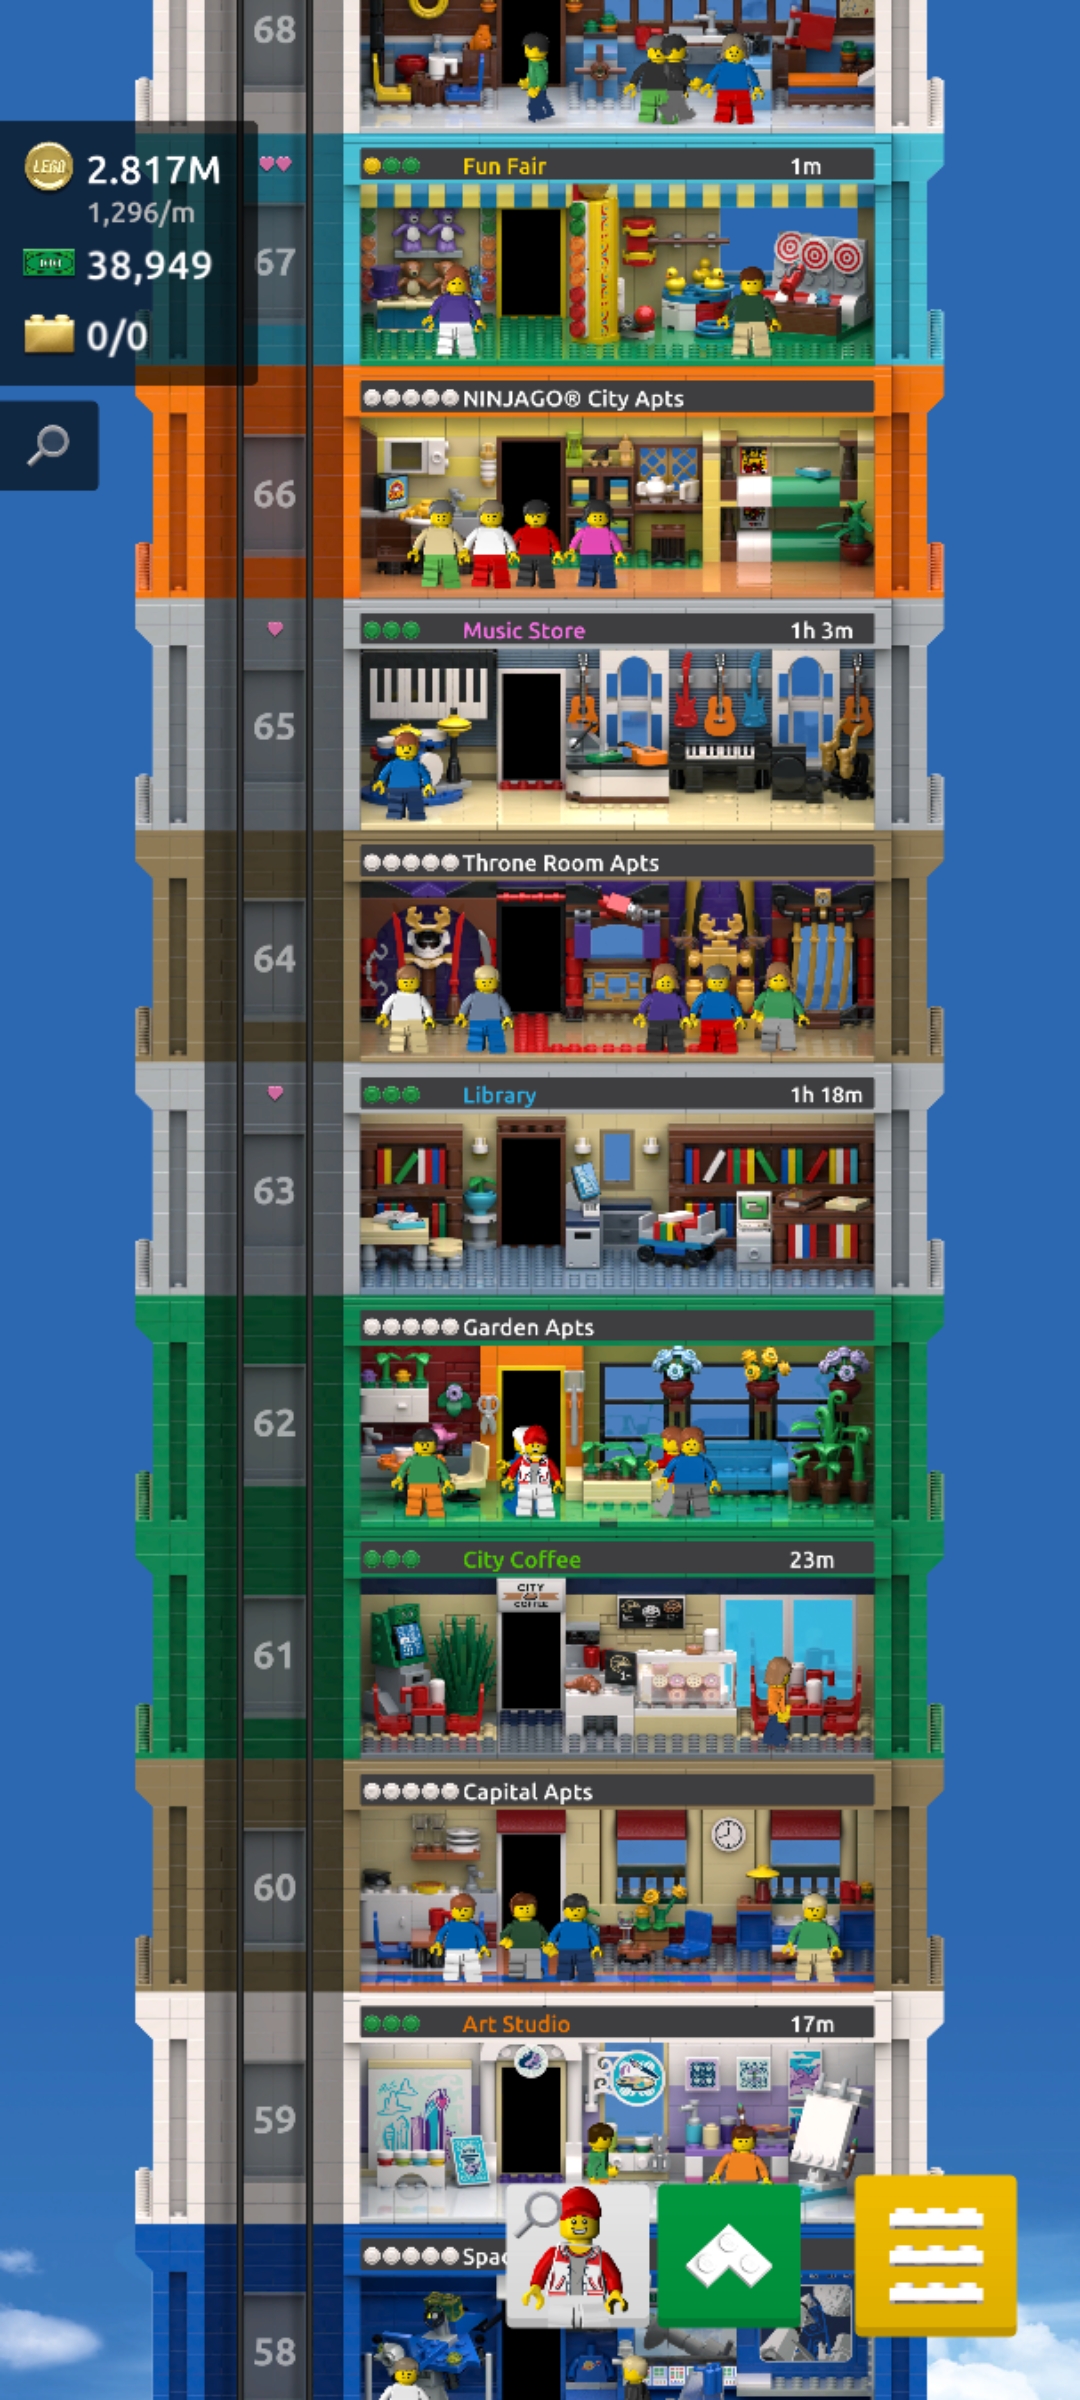 68
LEGO
2.817M
1,296/m
38,949
0/0
Fun Fair 1m
67
NINJAGO® City Apts
66
Music Store 1h 3m
65
Throne Room Apts
64
Library 1h 18m
63
Garden Apts
62
City Coffee 23m
CITY
COFFEE
61
Capital Apts
60
Art Studio 17m
59
Spac
58